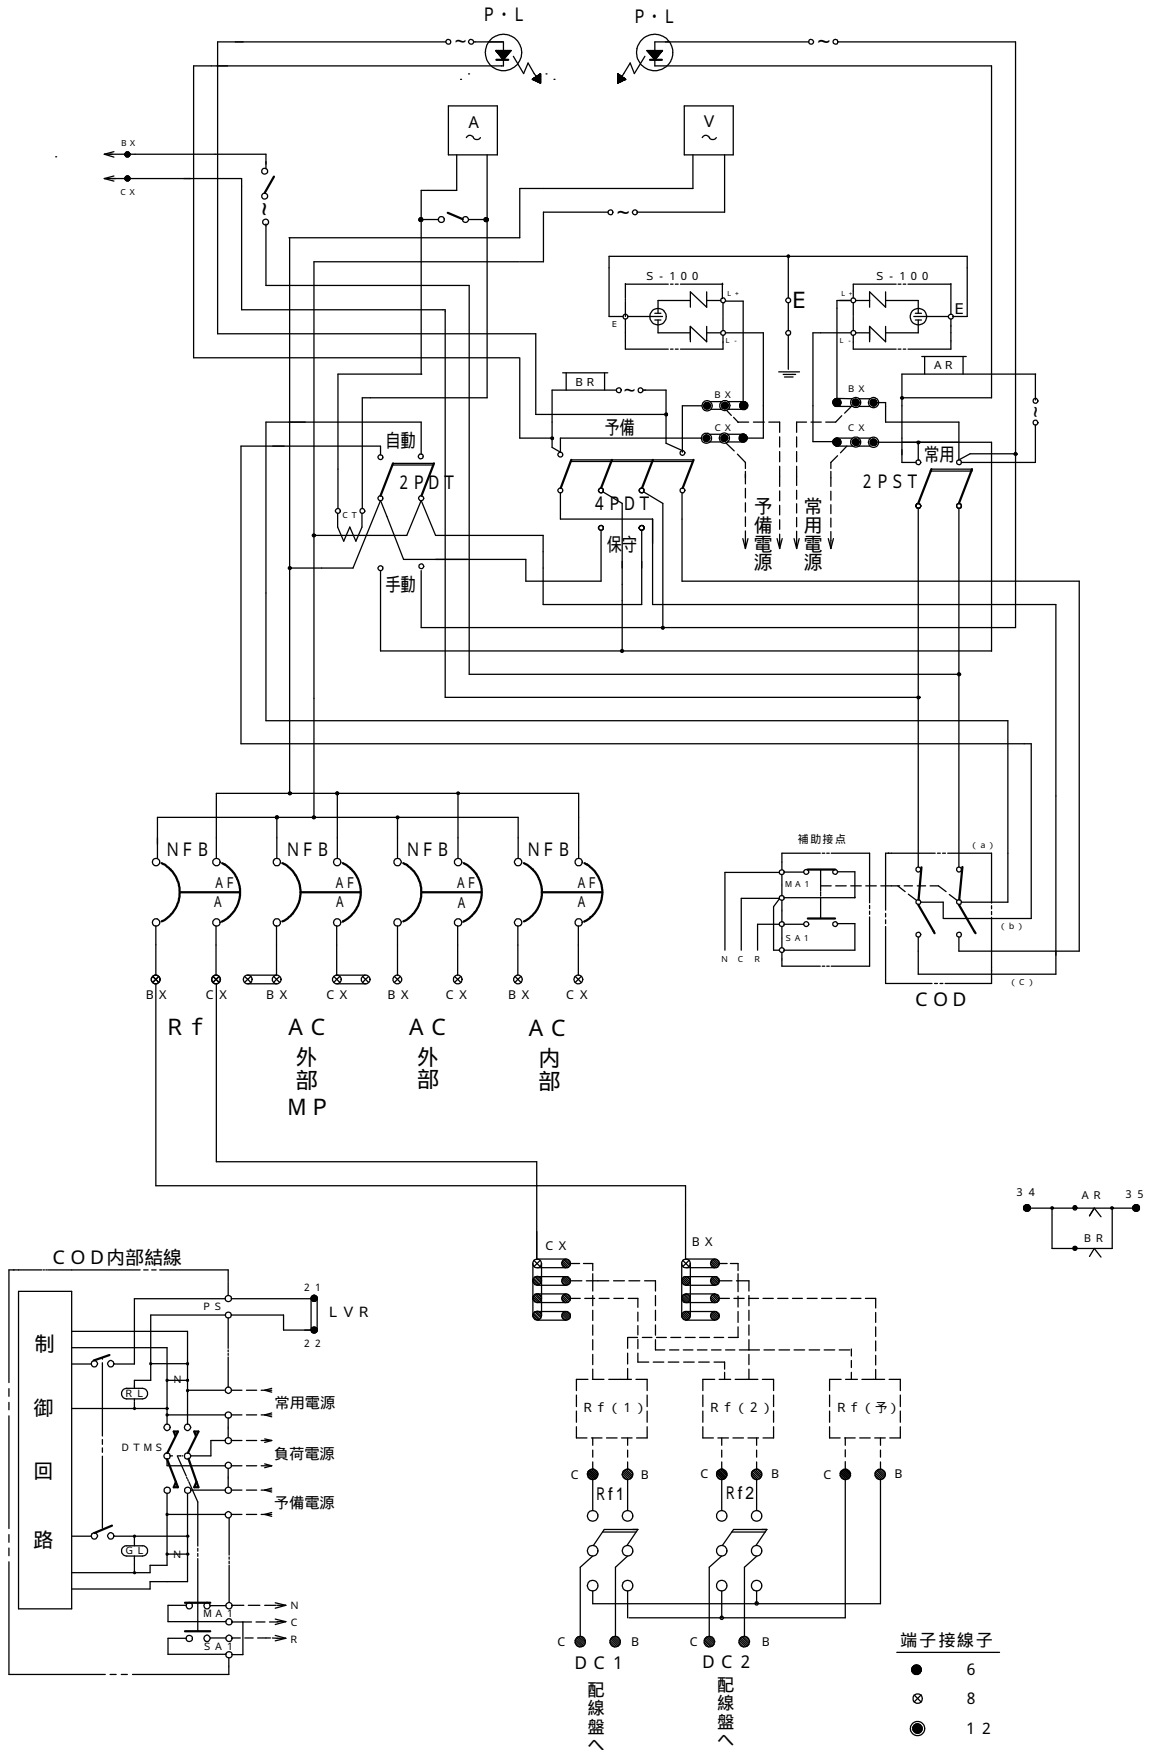 P・L
P・L
A
～
V
～
BX
CX
S-100
S-100
L+
L+
E
E
E
L-
L-
AR
BR
BX
BX
予備
CX
CX
自動
常用
2PDT
2PST
4PDT
CT
保守
予備電源
常用電源
手動
補助接点
NFB
NFB
NFB
NFB
(a)
AF
AF
AF
AF
MA1
A
A
A
A
(b)
SA1
N C R
(C)
BX
CX
BX
CX
BX
CX
BX
CX
COD
Rf
AC
AC
AC
外部
外部
内部
MP
34
AR
35
BR
COD内部結線
CX
BX
21
PS
LVR
22
制御回路
N
RL
常用電源
DTMS
負荷電源
予備電源
GL
N
Rf(1)
Rf(2)
Rf(予)
C
B
C
B
C
B
Rf1
Rf2
MA1
N
C
SA1
R
C
B
C
B
DC1
DC2
配線盤へ
配線盤へ
端子接線子
6
8
12